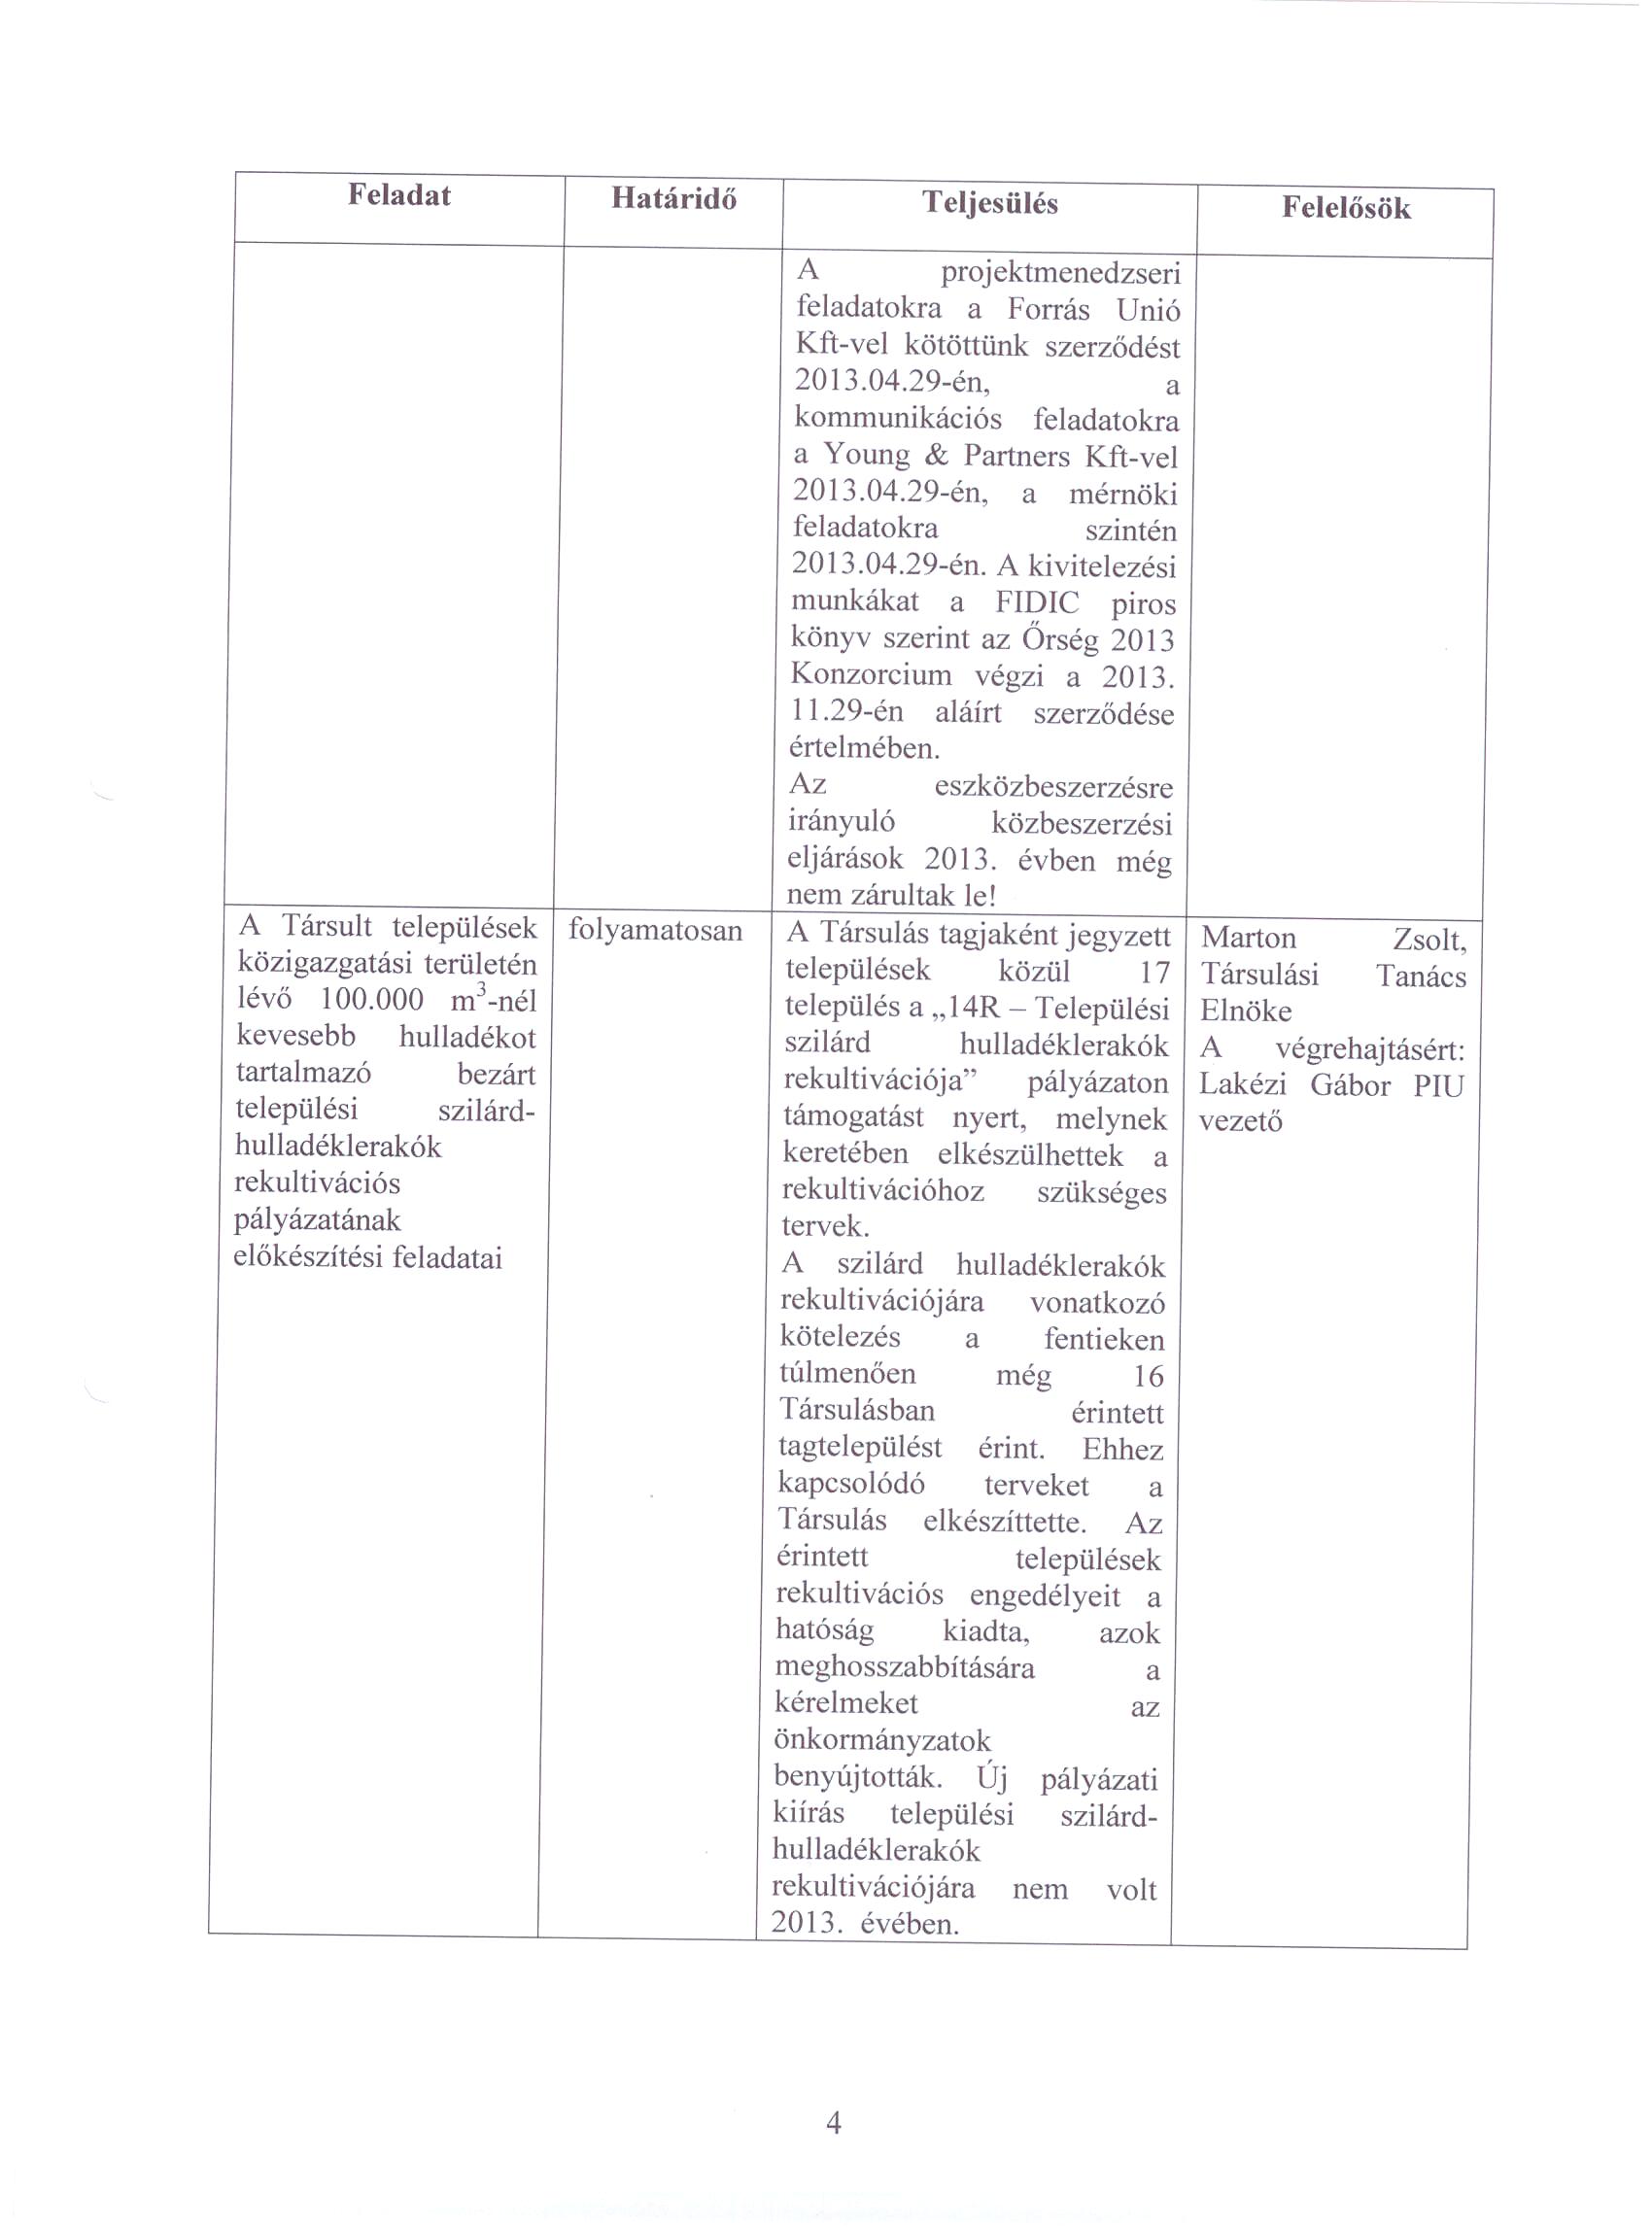 Feladat
Határidő
Teljesülés
Felelősök
A projektmenedzseri
feladatokra a Forrás Unió
Kft-vel kötöttünk szerződést
2013.04.29-én, a
kommunikációs feladatokra
a Young & Partners Kft-vel
2013.04.29-én, a mérnöki
feladatokra szintén
2013.04.29-én. A kivitelezési
munkákat a FIDIC piros
könyv szerint az Őrség 2013
Konzorcium végzi a 2013.
11.29-én aláírt szerződése
értelmében.
Az eszközbeszerzésre
irányuló közbeszerzési
eljárások 2013. évben még
nem zárultak le!
A Társult települések
közigazgatási területén
lévő 100.000 m³-nél
kevesebb hulladékot
tartalmazó bezárt
települési szilárd-
hulladéklerakók
rekultivációs
pályázatának
előkészítési feladatai
folyamatosan
A Társulás tagjaként jegyzett
települések közül 17
település a „14R – Települési
szilárd hulladéklerakók
rekultivációja” pályázaton
támogatást nyert, melynek
keretében elkészülhettek a
rekultivációhoz szükséges
tervek.
A szilárd hulladéklerakók
rekultivációjára vonatkozó
kötelezés a fentieken
túlmenően még 16
Társulásban érintett
tagtelepülést érint. Ehhez
kapcsolódó terveket a
Társulás elkészíttette. Az
érintett települések
rekultivációs engedélyeit a
hatóság kiadta, azok
meghosszabbítására a
kérelmeket az
önkormányzatok
benyújtották. Új pályázati
kiírás települési szilárd-
hulladéklerakók
rekultivációjára nem volt
2013. évében.
Marton Zsolt,
Társulási Tanács
Elnöke
A végrehajtásért:
Lakézi Gábor PIU
vezető
4